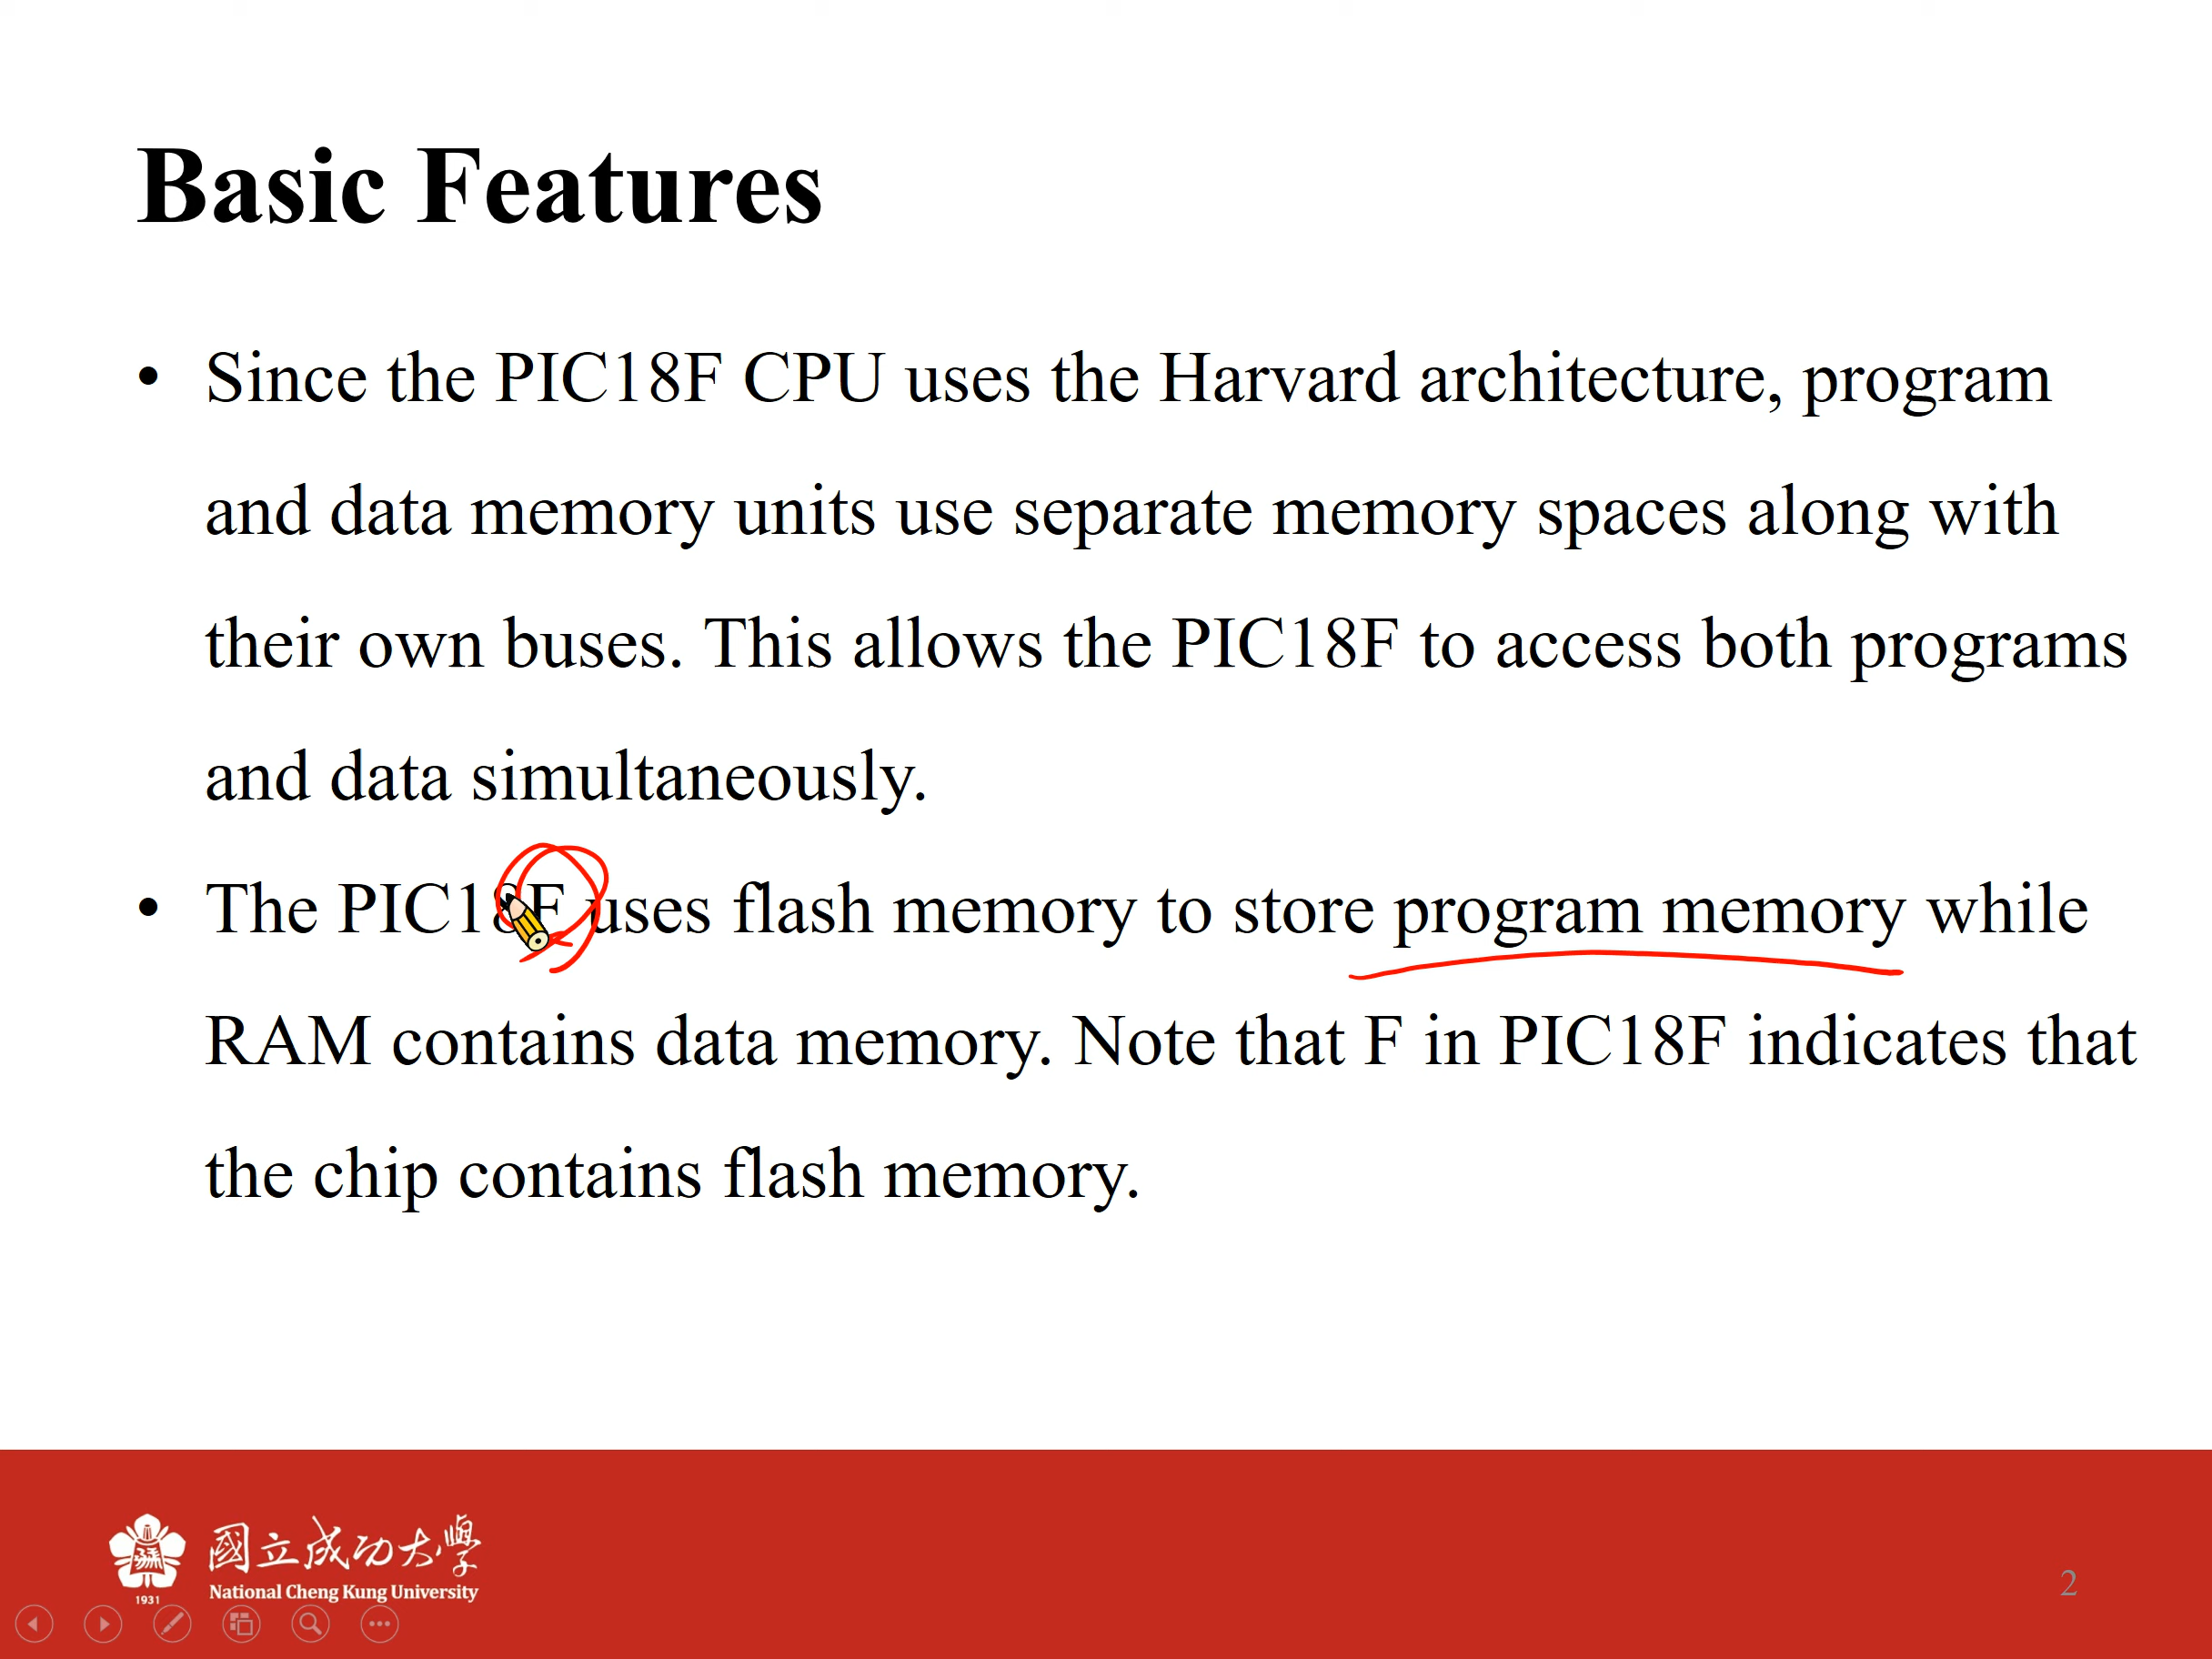 Basic Features
• Since the PIC18F CPU uses the Harvard architecture, program
and data memory units use separate memory spaces along with
their own buses. This allows the PIC18F to access both programs
and data simultaneously.
• The PIC18F uses flash memory to store program memory while
RAM contains data memory. Note that F in PIC18F indicates that
the chip contains flash memory.
國立成功大學
National Cheng Kung University
1931
2